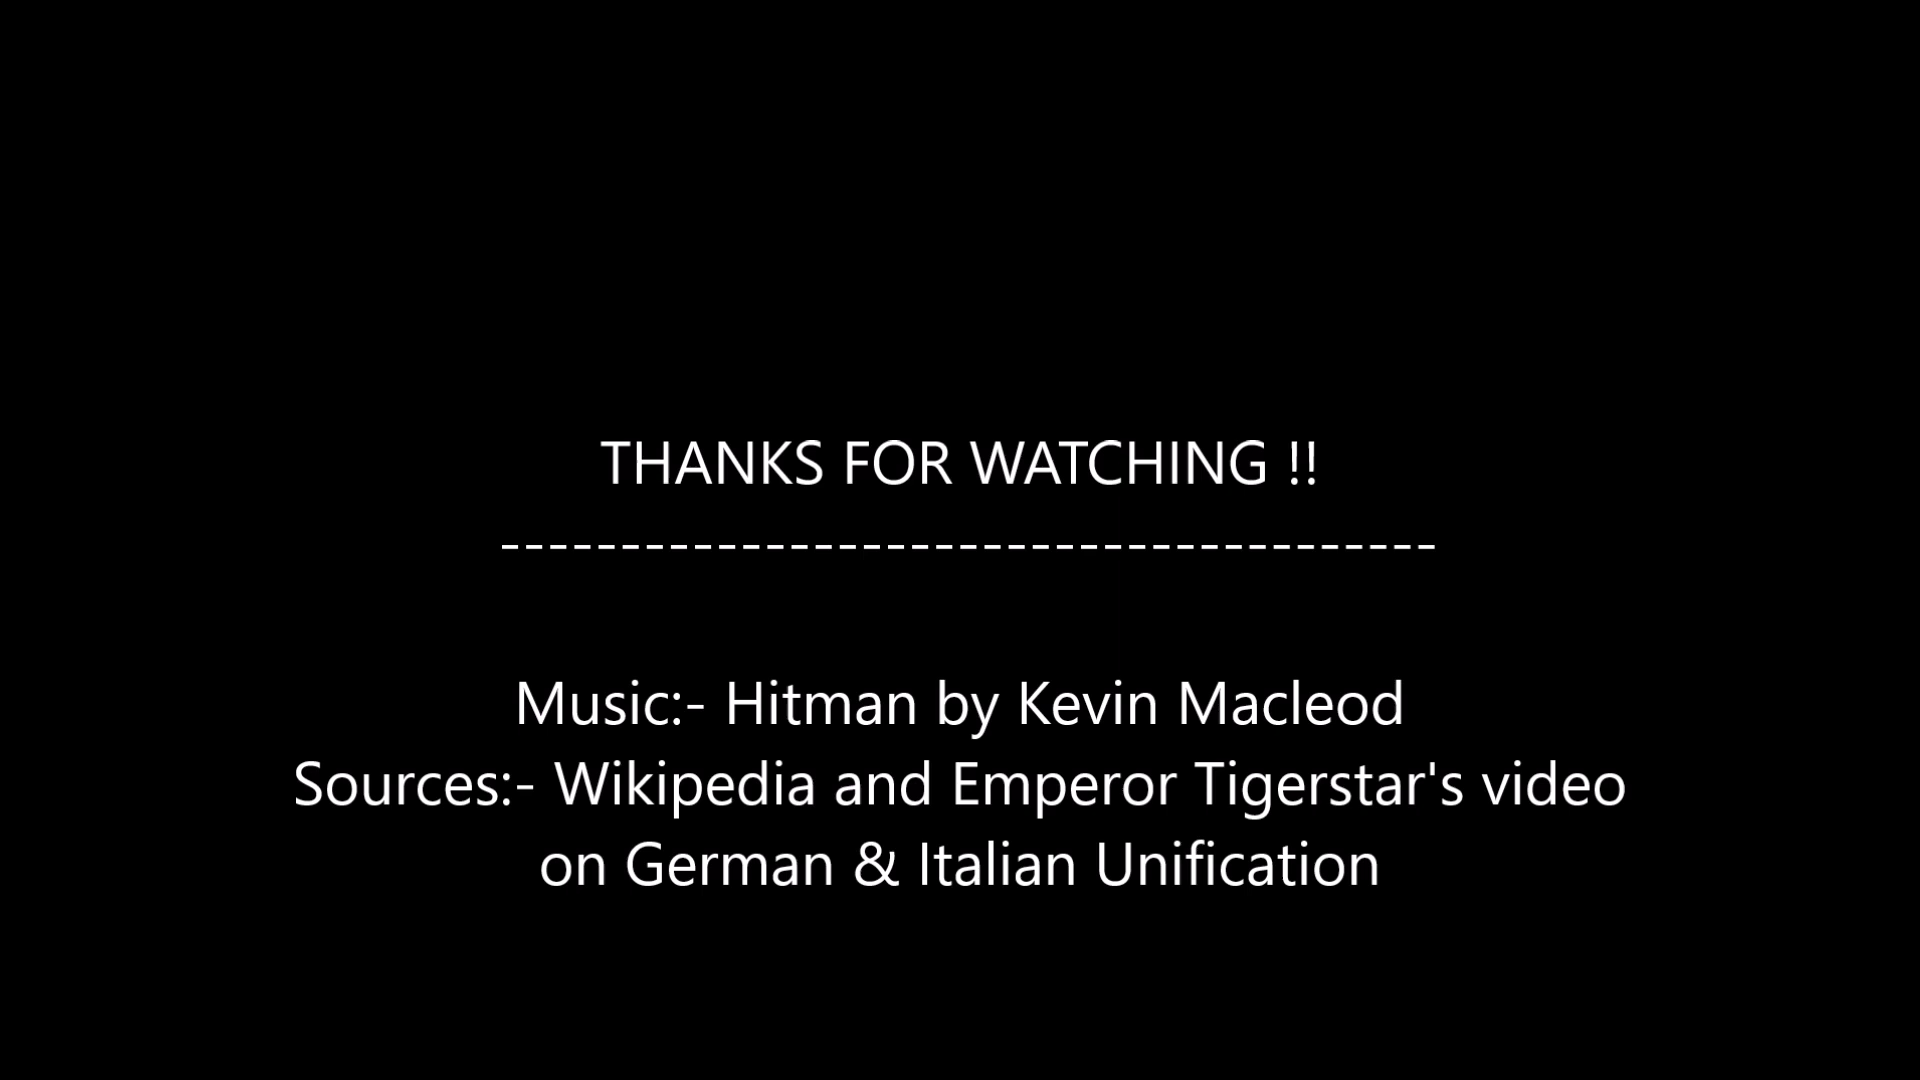 THANKS FOR WATCHING !!
---------------------------------------
Music:- Hitman by Kevin Macleod
Sources:- Wikipedia and Emperor Tigerstar's video
on German & Italian Unification